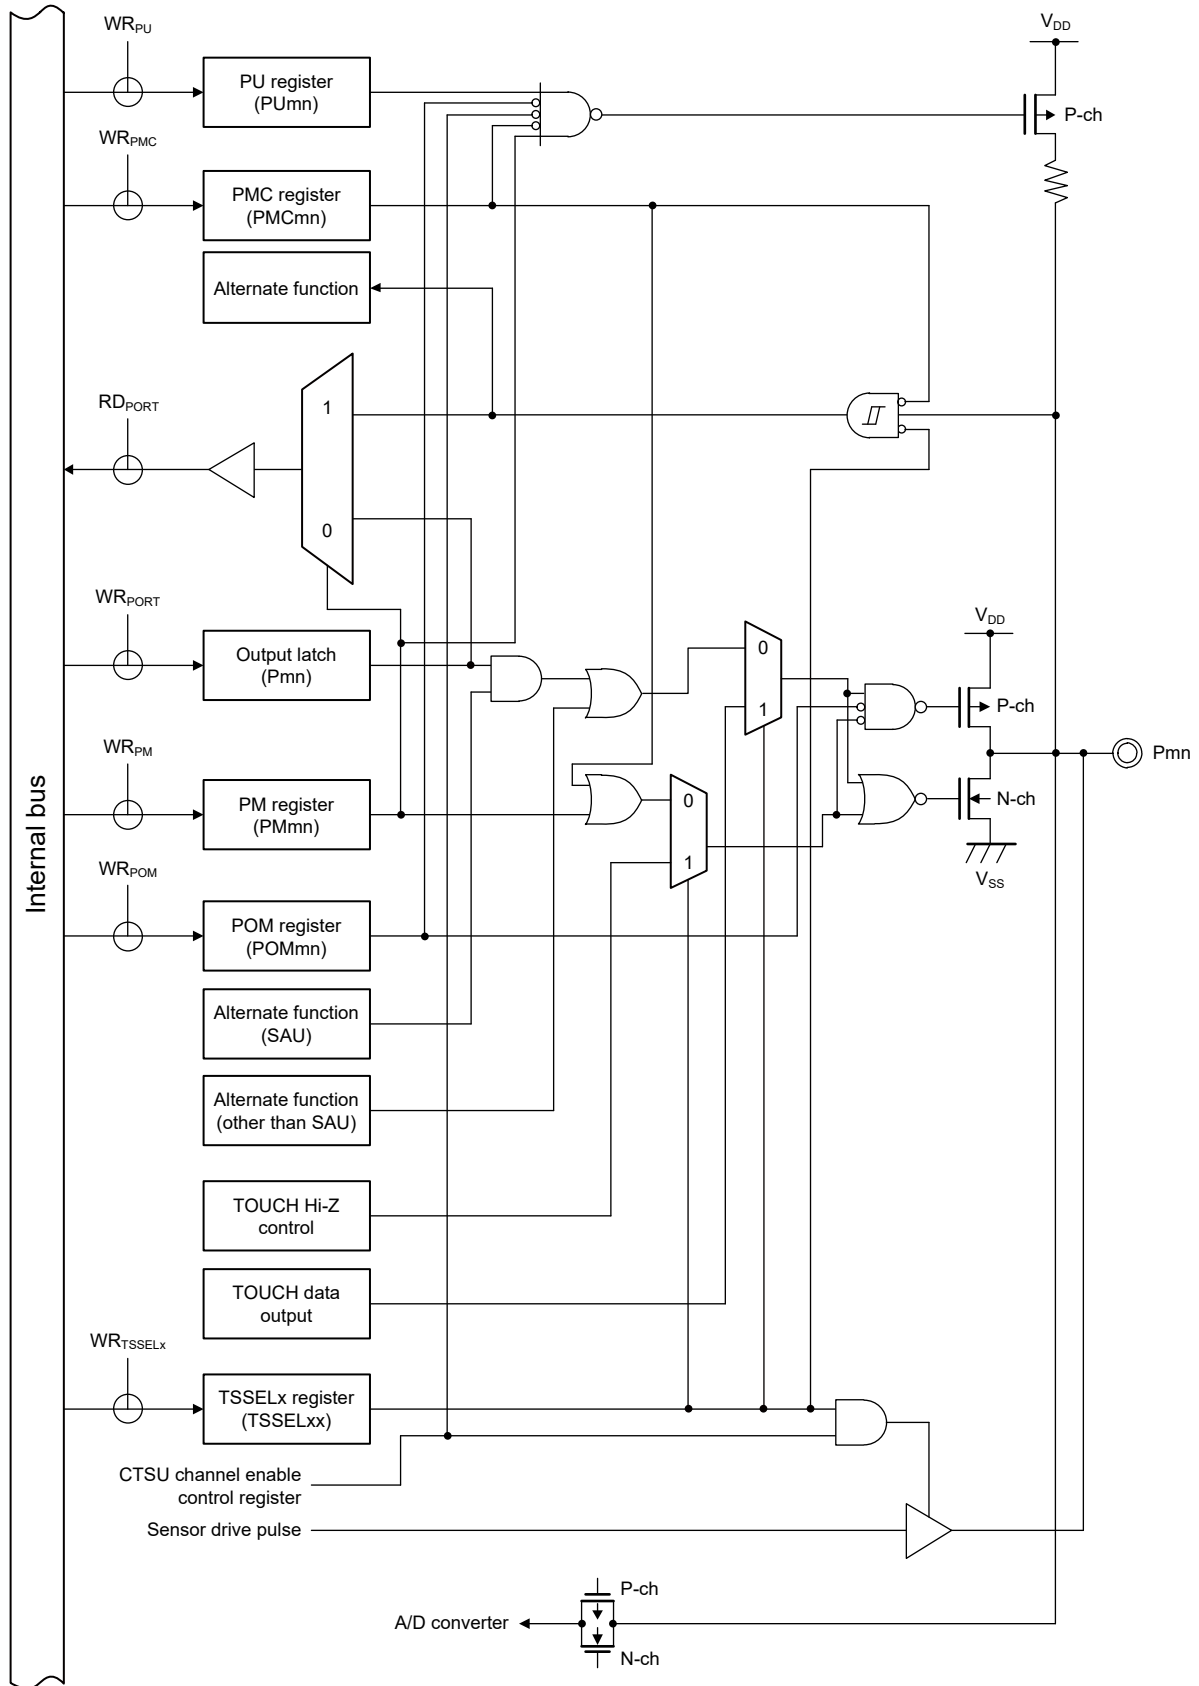 WRPU
VDD
PU register
(PUmn)
P-ch
WRPMC
PMC register
(PMCmn)
Alternate function
1
RDPORT
0
WRPORT
VDD
Output latch
(Pmn)
0
1
P-ch
WRPM
Pmn
Internal bus
PM register
(PMmn)
0
N-ch
1
WRPOM
VSS
POM register
(POMmn)
Alternate function
(SAU)
Alternate function
(other than SAU)
TOUCH Hi-Z
control
TOUCH data
output
WRTSSELx
TSSELx register
(TSSELxx)
CTSU channel enable
control register
Sensor drive pulse
P-ch
A/D converter
N-ch